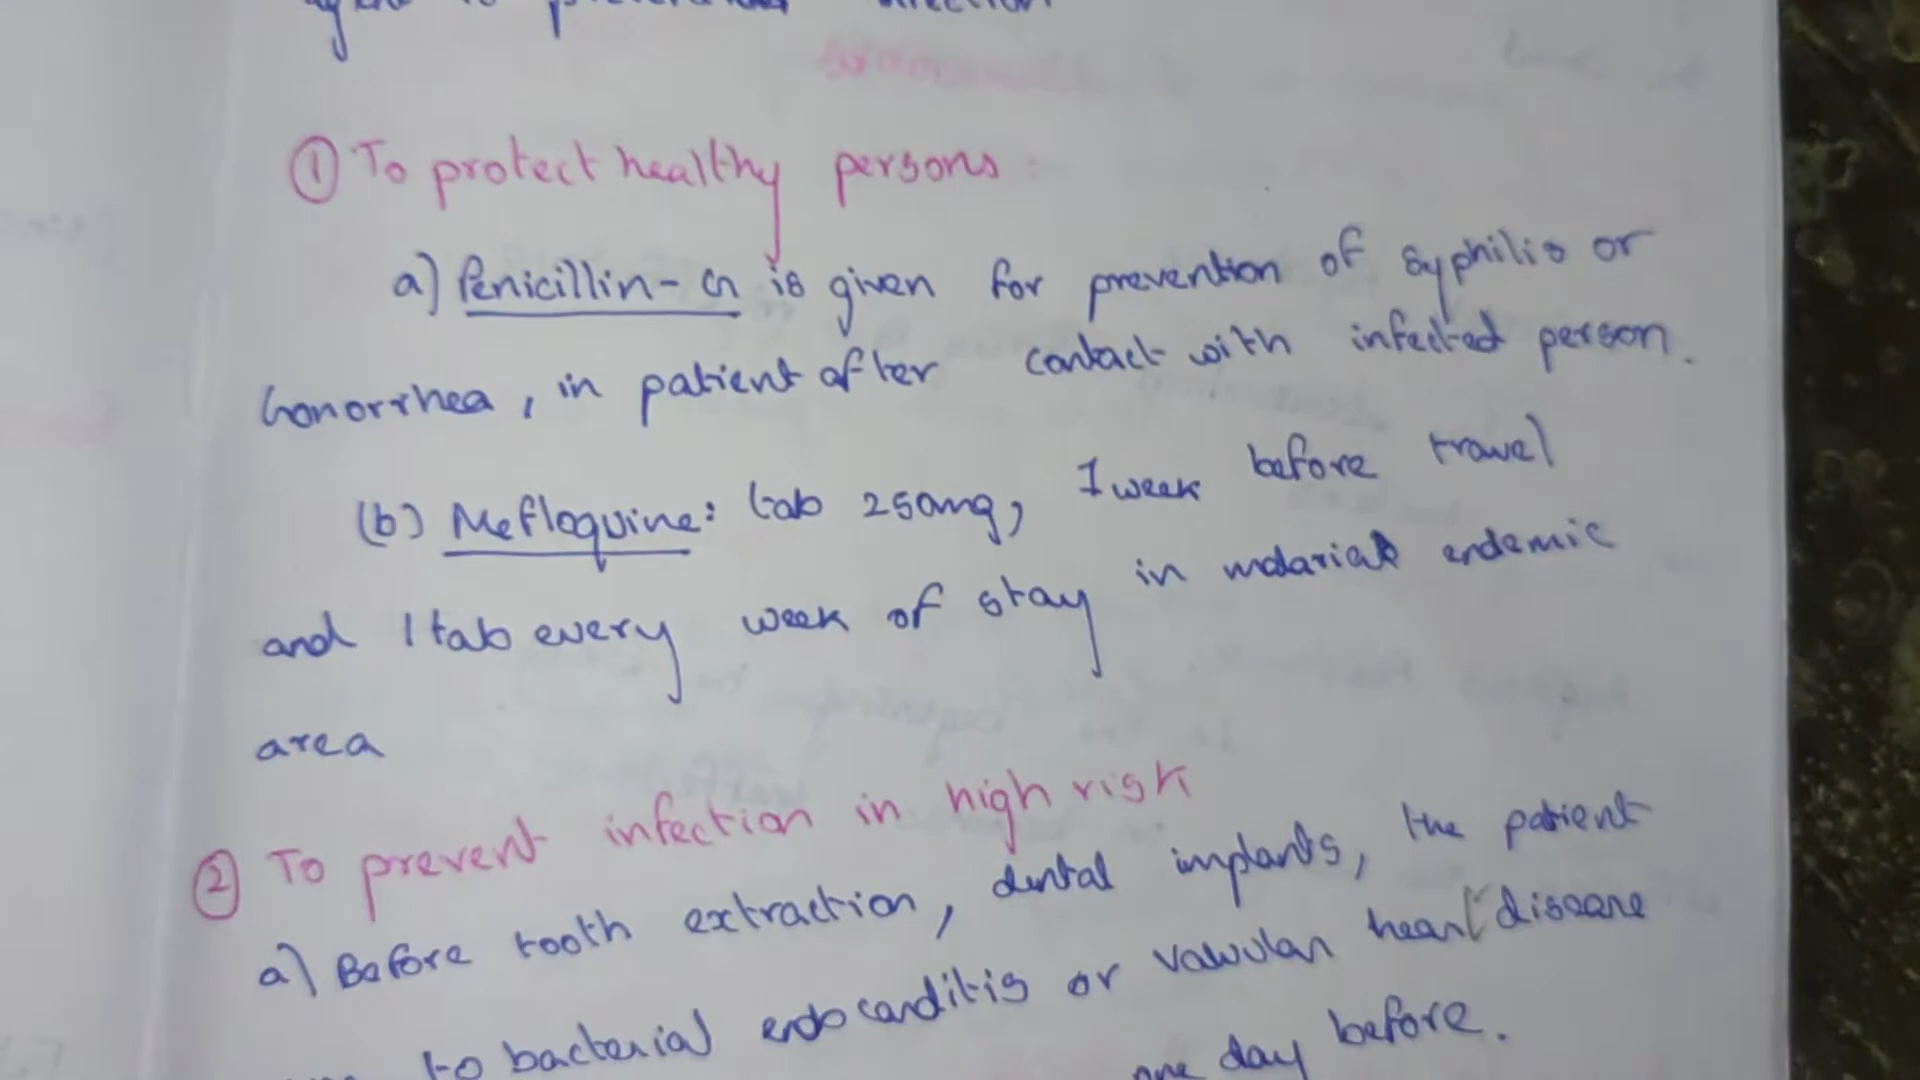 ① To protect healthy persons:
a) Penicillin-G is given for prevention of syphilis or
Gonorrhea, in patient after contact with infected person.
(b) Mefloquine: tab 250mg, 1 week before travel
and 1 tab every week of stay in malarial endemic
area
② To prevent infection in high risk
a) Before tooth extraction, dental implants, the patient
to bacterial endocarditis or valvular heart disease
one day before.